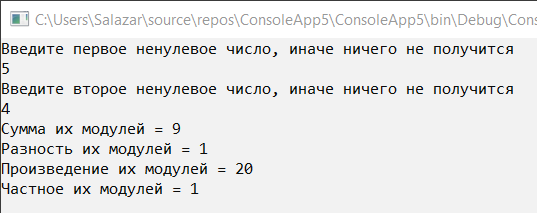 C:\Users\Salazar\source\repos\ConsoleApp5\ConsoleApp5\bin\Debug\Cons
Введите первое ненулевое число, иначе ничего не получится
5
Введите второе ненулевое число, иначе ничего не получится
4
Сумма их модулей = 9
Разность их модулей = 1
Произведение их модулей = 20
Частное их модулей = 1